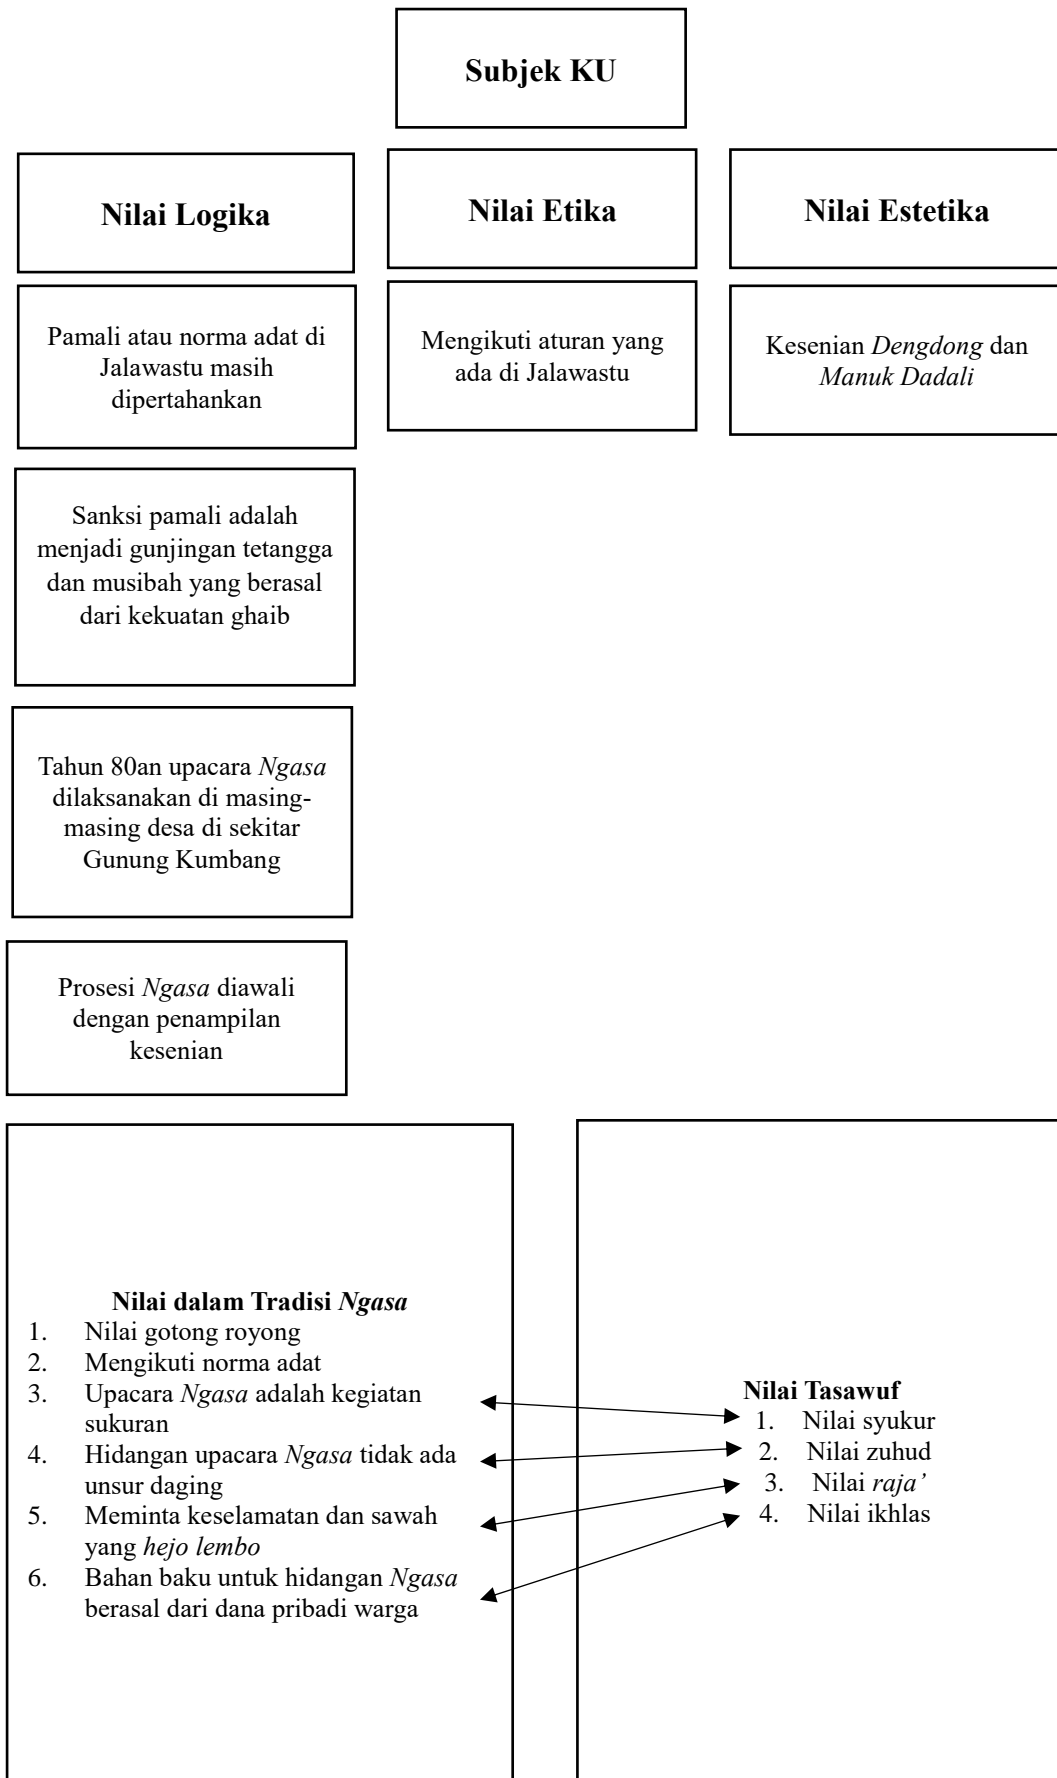 Subjek KU
Nilai Logika
Nilai Etika
Nilai Estetika
Pamali atau norma adat di
Jalawastu masih
dipertahankan
Mengikuti aturan yang
ada di Jalawastu
Kesenian Dengdong dan
Manuk Dadali
Sanksi pamali adalah
menjadi gunjingan tetangga
dan musibah yang berasal
dari kekuatan ghaib
Tahun 80an upacara Ngasa
dilaksanakan di masing-
masing desa di sekitar
Gunung Kumbang
Prosesi Ngasa diawali
dengan penampilan
kesenian
Nilai dalam Tradisi Ngasa
1. Nilai gotong royong
2. Mengikuti norma adat
3. Upacara Ngasa adalah kegiatan
sukuran
4. Hidangan upacara Ngasa tidak ada
unsur daging
5. Meminta keselamatan dan sawah
yang hejo lembo
6. Bahan baku untuk hidangan Ngasa
berasal dari dana pribadi warga
Nilai Tasawuf
1. Nilai syukur
2. Nilai zuhud
3. Nilai raja’
4. Nilai ikhlas